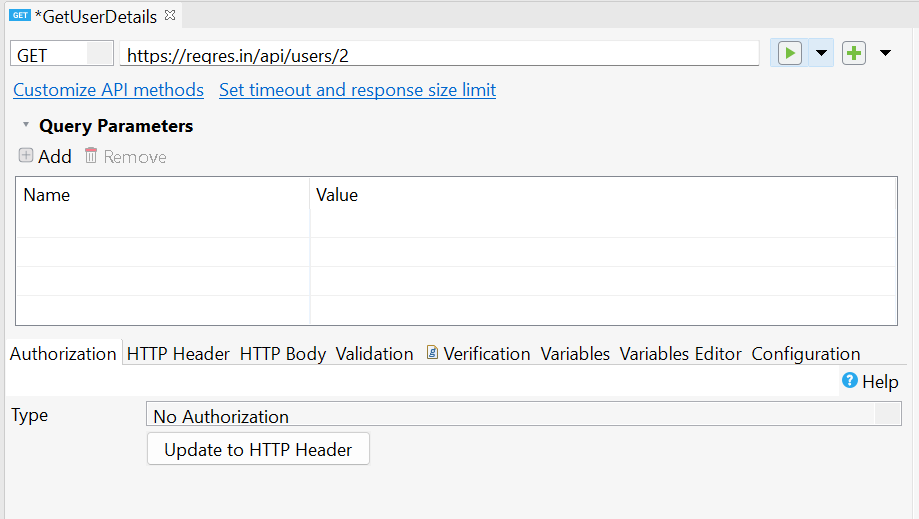 GET *GetUserDetails
GET https://reqres.in/api/users/2
Customize API methods Set timeout and response size limit
Query Parameters
Add Remove
Name Value
Authorization HTTP Header HTTP Body Validation Verification Variables Variables Editor Configuration
? Help
Type No Authorization
Update to HTTP Header